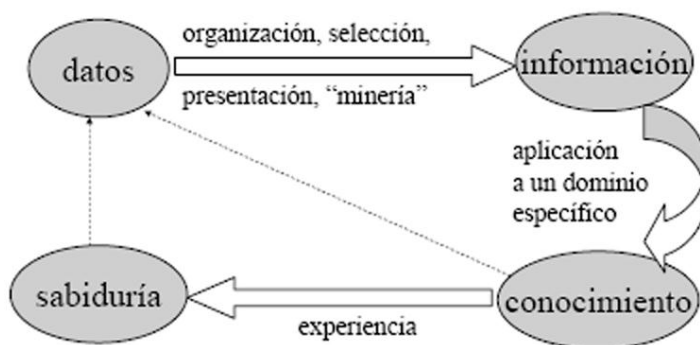 organización, selección,
datos
información
presentación, “minería”
aplicación
a un dominio
específico
sabiduría
conocimiento
experiencia